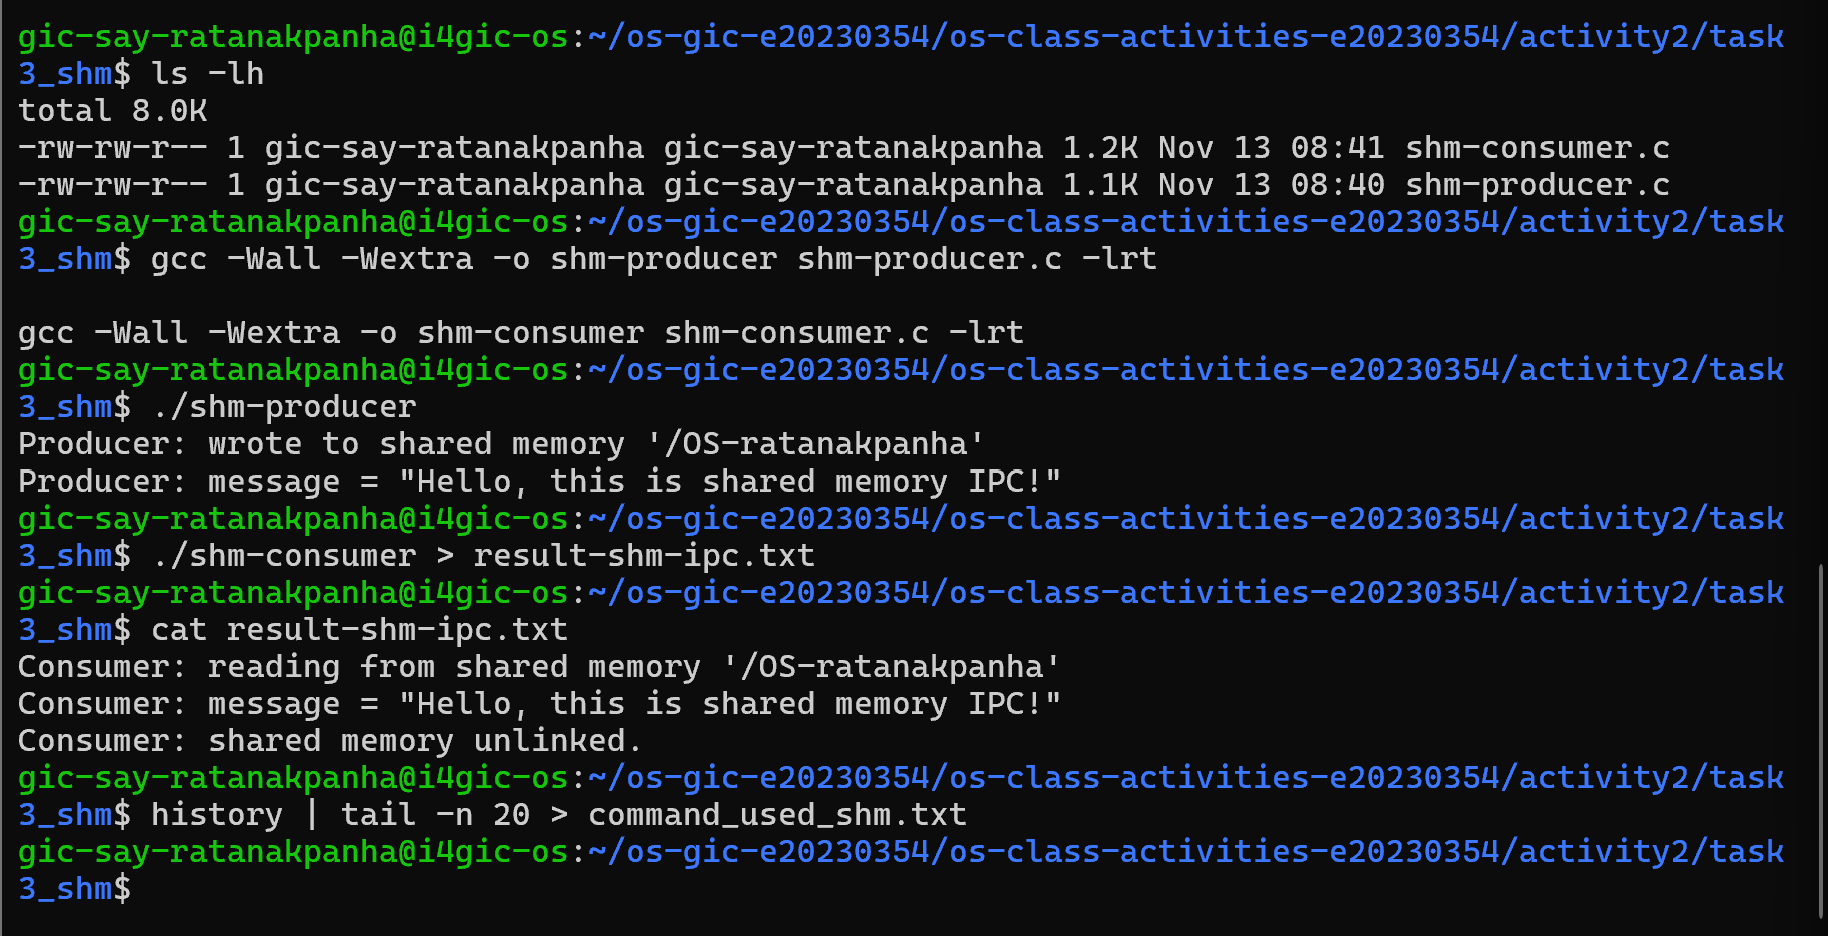 gic-say-ratanakpanha@i4gic-os:~/os-gic-e20230354/os-class-activities-e20230354/activity2/task
3_shm$ ls -lh
total 8.0K
-rw-rw-r-- 1 gic-say-ratanakpanha gic-say-ratanakpanha 1.2K Nov 13 08:41 shm-consumer.c
-rw-rw-r-- 1 gic-say-ratanakpanha gic-say-ratanakpanha 1.1K Nov 13 08:40 shm-producer.c
gic-say-ratanakpanha@i4gic-os:~/os-gic-e20230354/os-class-activities-e20230354/activity2/task
3_shm$ gcc -Wall -Wextra -o shm-producer shm-producer.c -lrt
gcc -Wall -Wextra -o shm-consumer shm-consumer.c -lrt
gic-say-ratanakpanha@i4gic-os:~/os-gic-e20230354/os-class-activities-e20230354/activity2/task
3_shm$ ./shm-producer
Producer: wrote to shared memory '/OS-ratanakpanha'
Producer: message = "Hello, this is shared memory IPC!"
gic-say-ratanakpanha@i4gic-os:~/os-gic-e20230354/os-class-activities-e20230354/activity2/task
3_shm$ ./shm-consumer > result-shm-ipc.txt
gic-say-ratanakpanha@i4gic-os:~/os-gic-e20230354/os-class-activities-e20230354/activity2/task
3_shm$ cat result-shm-ipc.txt
Consumer: reading from shared memory '/OS-ratanakpanha'
Consumer: message = "Hello, this is shared memory IPC!"
Consumer: shared memory unlinked.
gic-say-ratanakpanha@i4gic-os:~/os-gic-e20230354/os-class-activities-e20230354/activity2/task
3_shm$ history | tail -n 20 > command_used_shm.txt
gic-say-ratanakpanha@i4gic-os:~/os-gic-e20230354/os-class-activities-e20230354/activity2/task
3_shm$